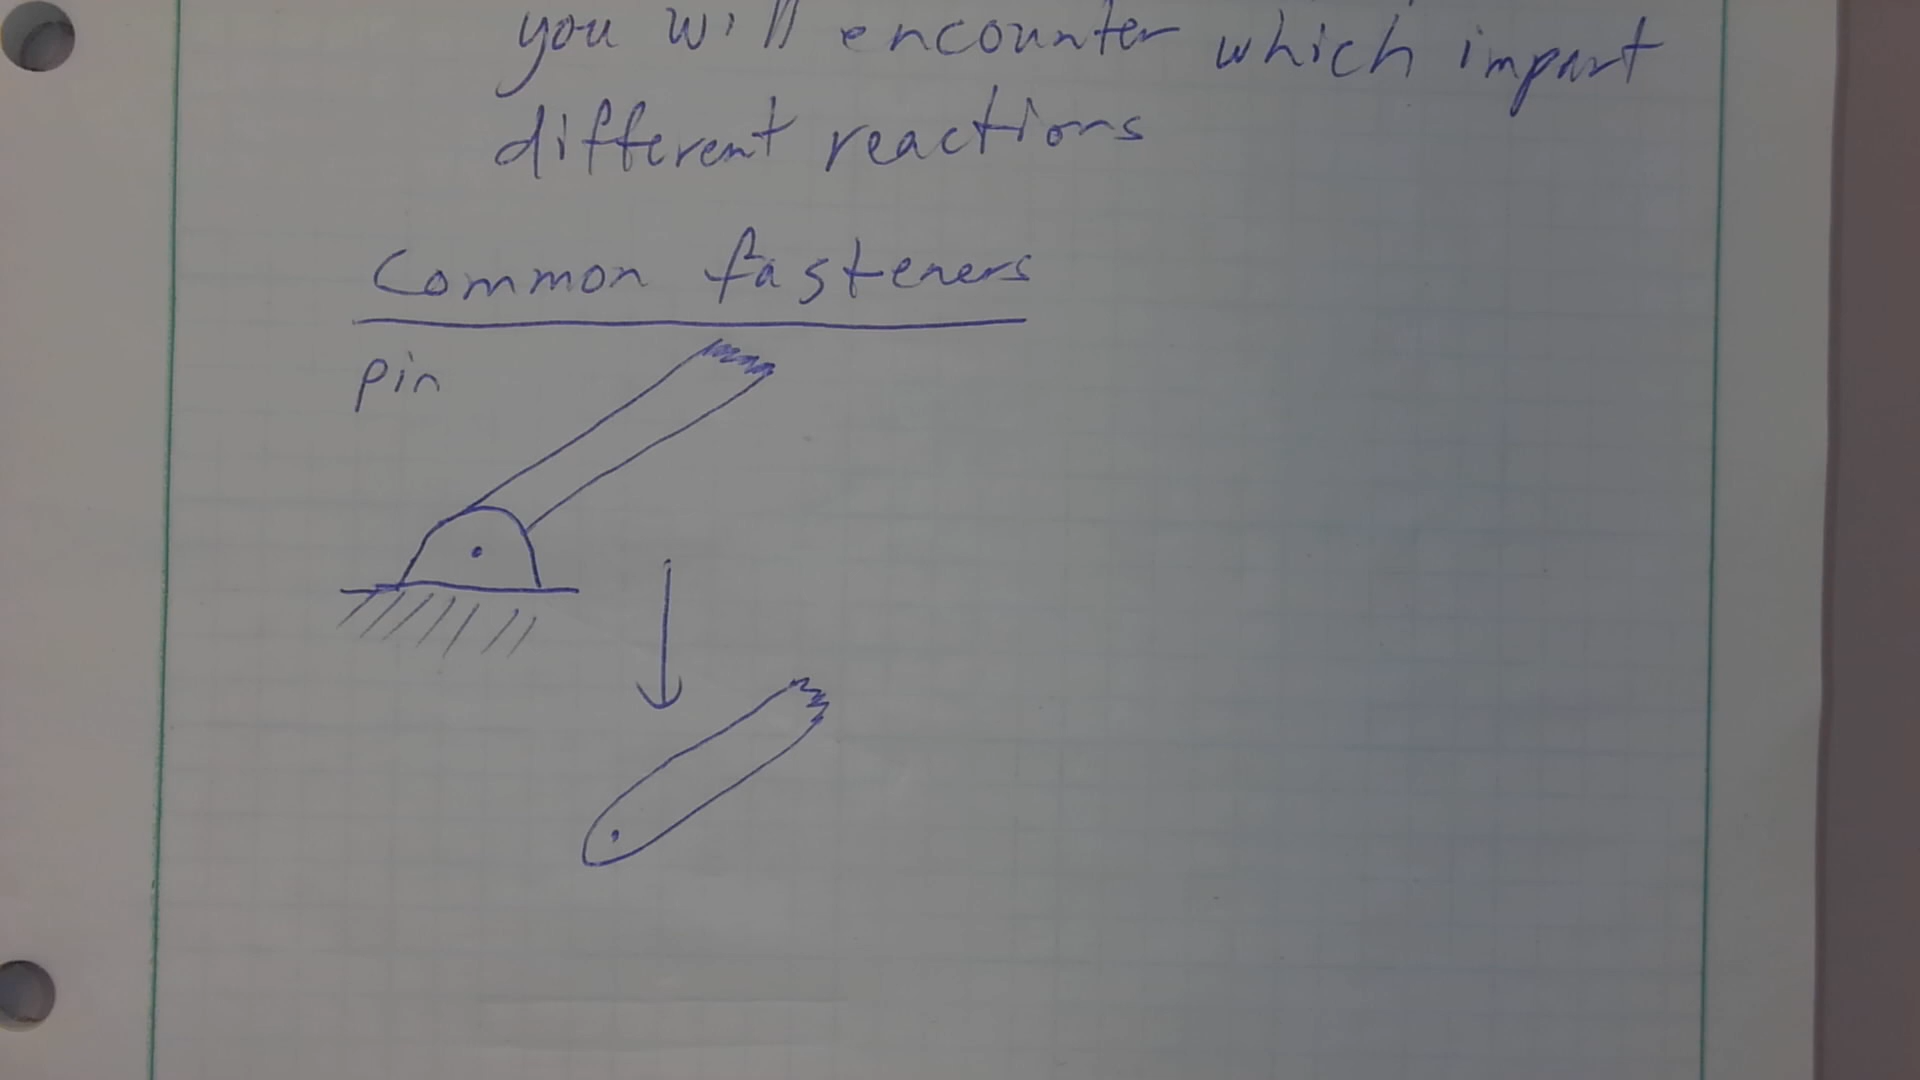 you will encounter which impart
different reactions
Common fasteners
pin